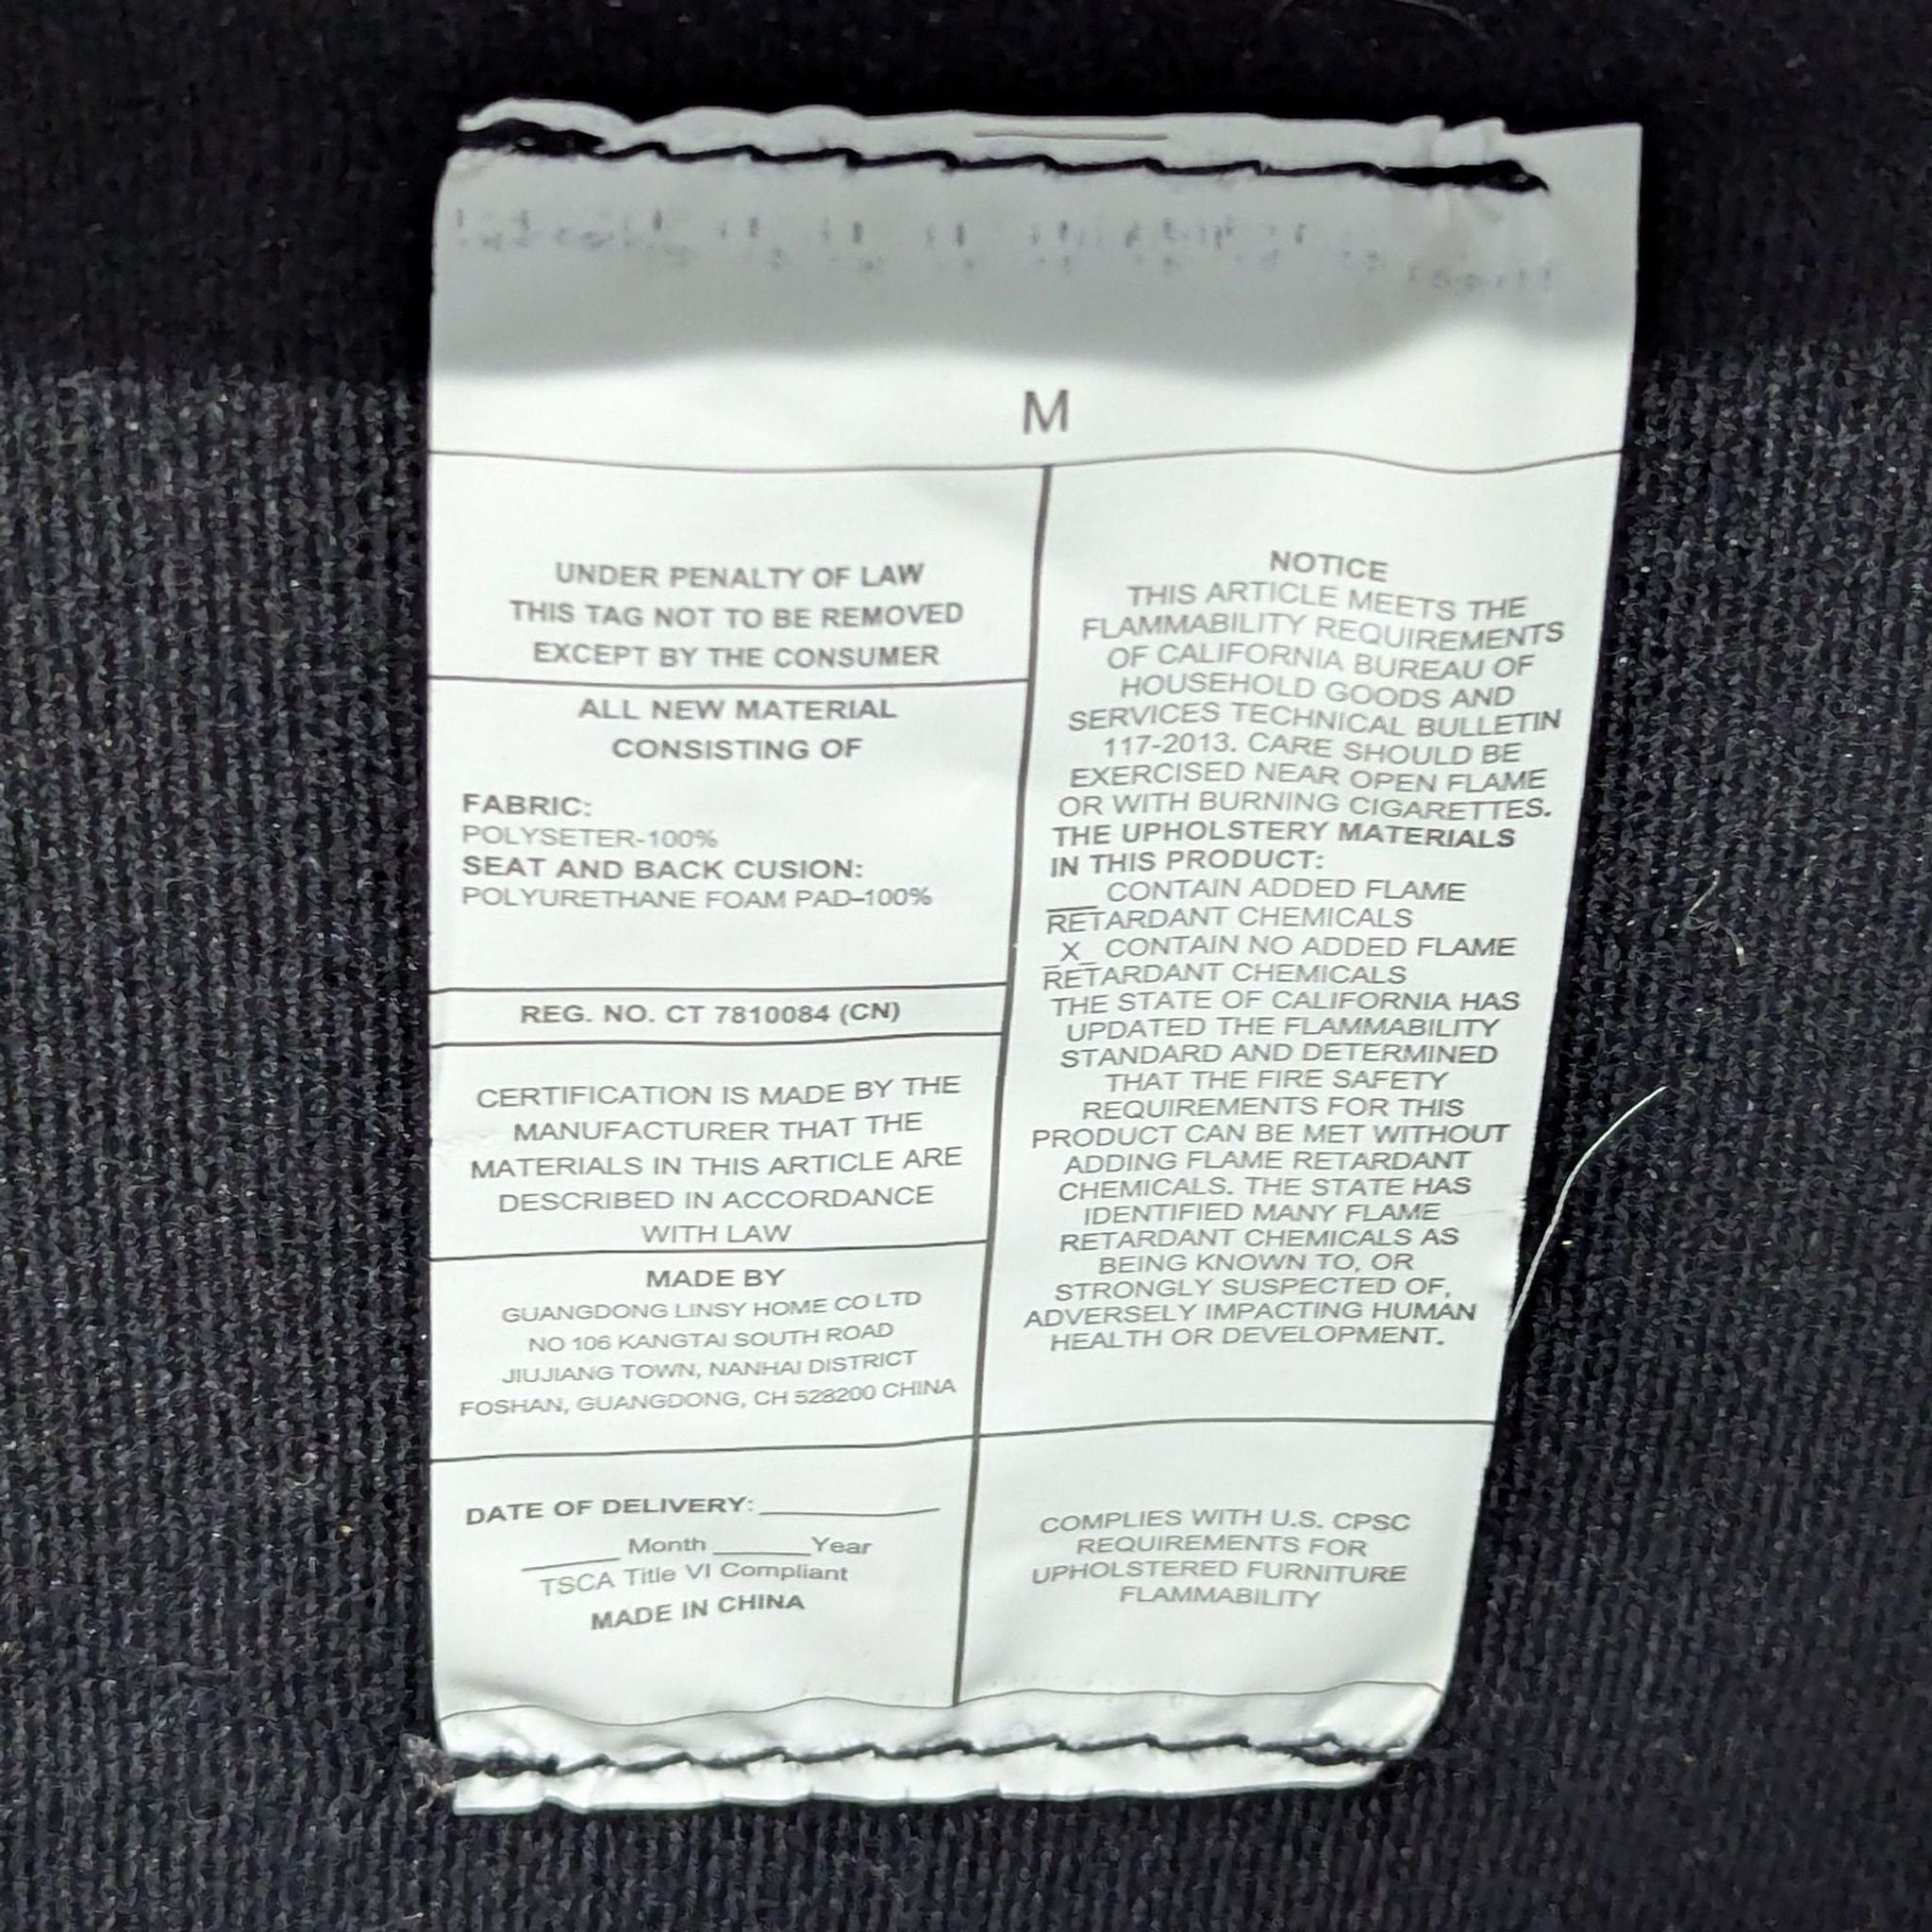 M
UNDER PENALTY OF LAW
THIS TAG NOT TO BE REMOVED
EXCEPT BY THE CONSUMER
ALL NEW MATERIAL
CONSISTING OF
FABRIC:
POLYSETER-100%
SEAT AND BACK CUSION:
POLYURETHANE FOAM PAD-100%
REG. NO. CT 7810084 (CN)
CERTIFICATION IS MADE BY THE
MANUFACTURER THAT THE
MATERIALS IN THIS ARTICLE ARE
DESCRIBED IN ACCORDANCE
WITH LAW
MADE BY
GUANGDONG LINSY HOME CO LTD
NO 106 KANGTAI SOUTH ROAD
JIUJIANG TOWN, NANHAI DISTRICT
FOSHAN, GUANGDONG, CH 528200 CHINA
DATE OF DELIVERY: ________
____ Month ____ Year
TSCA Title VI Compliant
MADE IN CHINA
NOTICE
THIS ARTICLE MEETS THE
FLAMMABILITY REQUIREMENTS
OF CALIFORNIA BUREAU OF
HOUSEHOLD GOODS AND
SERVICES TECHNICAL BULLETIN
117-2013. CARE SHOULD BE
EXERCISED NEAR OPEN FLAME
OR WITH BURNING CIGARETTES.
THE UPHOLSTERY MATERIALS
IN THIS PRODUCT:
___ CONTAIN ADDED FLAME
RETARDANT CHEMICALS
_X_ CONTAIN NO ADDED FLAME
RETARDANT CHEMICALS
THE STATE OF CALIFORNIA HAS
UPDATED THE FLAMMABILITY
STANDARD AND DETERMINED
THAT THE FIRE SAFETY
REQUIREMENTS FOR THIS
PRODUCT CAN BE MET WITHOUT
ADDING FLAME RETARDANT
CHEMICALS. THE STATE HAS
IDENTIFIED MANY FLAME
RETARDANT CHEMICALS AS
BEING KNOWN TO, OR
STRONGLY SUSPECTED OF,
ADVERSELY IMPACTING HUMAN
HEALTH OR DEVELOPMENT.
COMPLIES WITH U.S. CPSC
REQUIREMENTS FOR
UPHOLSTERED FURNITURE
FLAMMABILITY